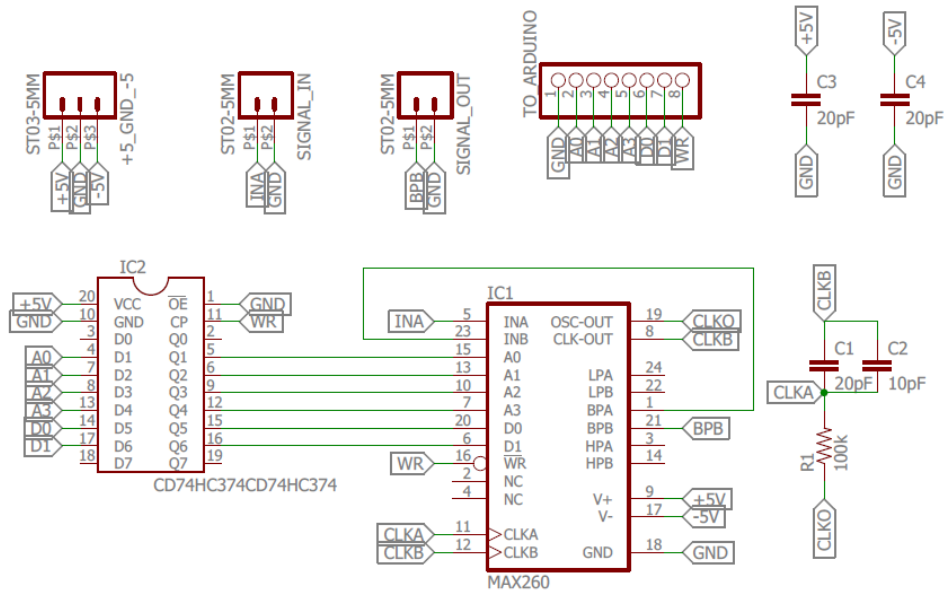 ST03-5MM
P$1
P$2
P$3
+5_GND_-5
+5V
GND
-5V
ST02-5MM
P$1
P$2
SIGNAL_IN
INA
GND
ST02-5MM
P$1
P$2
SIGNAL_OUT
BPB
GND
TO_ARDUINO
1 2 3 4 5 6 7 8
GND A0 A1 A2 A3 D0 D1 WR
+5V
C3
20pF
GND
-5V
C4
20pF
GND
IC2
+5V 20 VCC OE 1 GND
GND 10 GND CP 11 WR
3 D0 Q0 2
A0 4 D1 Q1 5
A1 7 D2 Q2 6
A2 8 D3 Q3 9
A3 13 D4 Q4 12
D0 14 D5 Q5 15
D1 17 D6 Q6 16
18 D7 Q7 19
CD74HC374CD74HC374
IC1
INA 5 INA OSC-OUT 19 CLKO
23 INB CLK-OUT 8 CLKB
15 A0
13 A1 LPA 24
10 A2 LPB 22
7 A3 BPA 1
20 D0 BPB 21 BPB
6 D1 HPA 3
WR 16 WR HPB 14
2 NC
4 NC V+ 9 +5V
V- 17 -5V
CLKA 11 CLKA
CLKB 12 CLKB GND 18 GND
MAX260
CLKB
C1
20pF
C2
10pF
CLKA
R1
100k
CLKO